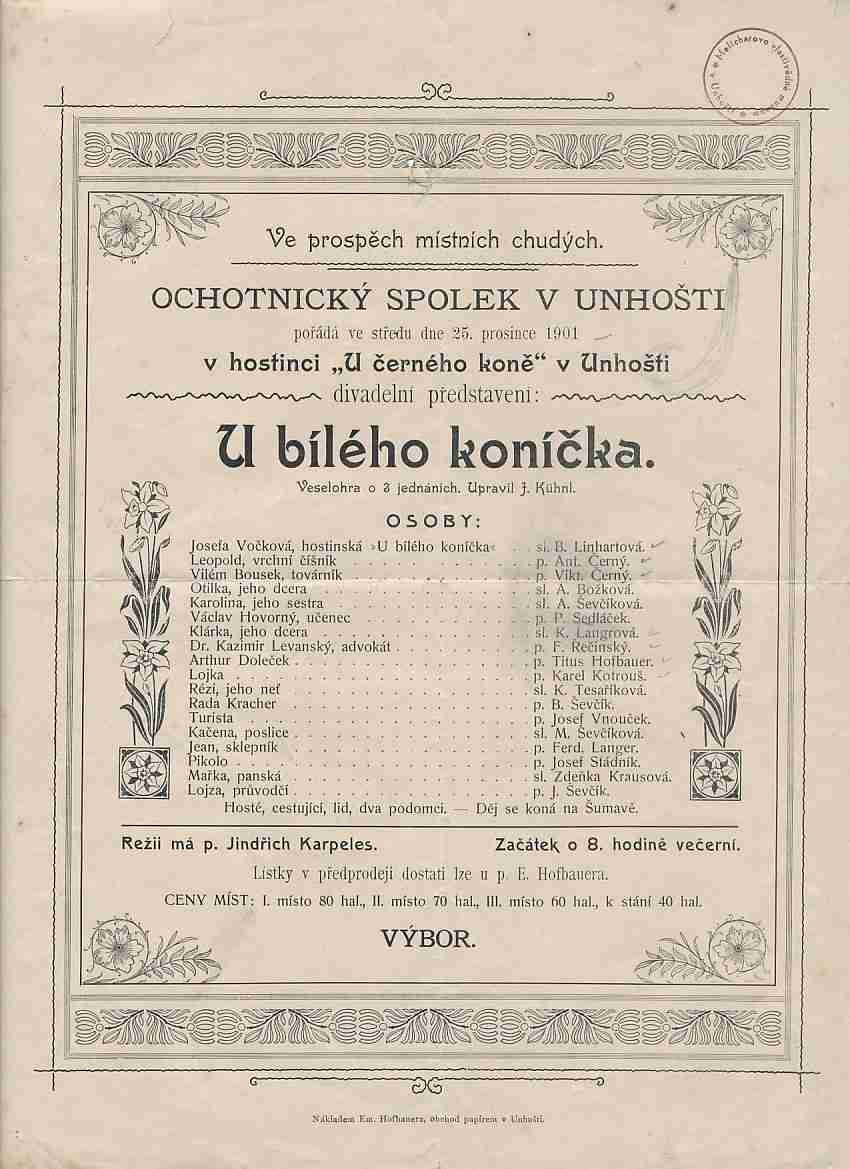 Melicharovo vlastivědné museum Unhošť
Ve prospěch místních chudých.
OCHOTNICKÝ SPOLEK V UNHOŠTI
pořádá ve středu dne 25. prosince 1901
v hostinci „U černého koně“ v Unhošti
divadelní představení:
U bílého koníčka.
Veselohra o 3 jednáních. Upravil J. Kühnl.
OSOBY:
Josefa Vočková, hostinská »U bílého koníčka« . . sl. B. Linhartová.
Leopold, vrchní číšník . . . . . . . . . . . . p. Ant. Černý.
Vilém Bousek, továrník . . . . . . . . . . . . p. Vikt. Černý.
Otilka, jeho dcera . . . . . . . . . . . . . . sl. A. Božková.
Karolina, jeho sestra . . . . . . . . . . . . . sl. A. Ševčíková.
Václav Hovorný, učenec . . . . . . . . . . . p. P. Sedláček.
Klárka, jeho dcera . . . . . . . . . . . . . . sl. K. Langrová.
Dr. Kazimír Levanský, advokát . . . . . . . . . . p. F. Řečinský.
Arthur Doleček . . . . . . . . . . . . . . . . p. Titus Hofbauer.
Lojka . . . . . . . . . . . . . . . . . . . . p. Karel Kotrouš.
Rézi, jeho neť . . . . . . . . . . . . . . . . sl. K. Tesaříková.
Rada Kracher . . . . . . . . . . . . . . . . p. B. Ševčík.
Turista . . . . . . . . . . . . . . . . . . . p. Josef Vnouček.
Kačena, poslice . . . . . . . . . . . . . . . . sl. M. Ševčíková.
Jean, sklepník . . . . . . . . . . . . . . . . p. Ferd. Langer.
Pikolo . . . . . . . . . . . . . . . . . . . . p. Josef Sládník.
Mařka, panská . . . . . . . . . . . . . . . . sl. Zdeňka Krausová.
Lojza, průvodčí . . . . . . . . . . . . . . . . p. J. Ševčík.
Hosté, cestující, lid, dva podomci. — Děj se koná na Šumavě.
Režii má p. Jindřich Karpeles. Začátek o 8. hodině večerní.
Lístky v předprodeji dostati lze u p. E. Hofbauera.
CENY MÍST: I. místo 80 hal., II. místo 70 hal., III. místo 60 hal., k stání 40 hal.
VÝBOR.
Nákladem Em. Hofbauera, obchod papírem v Unhošti.